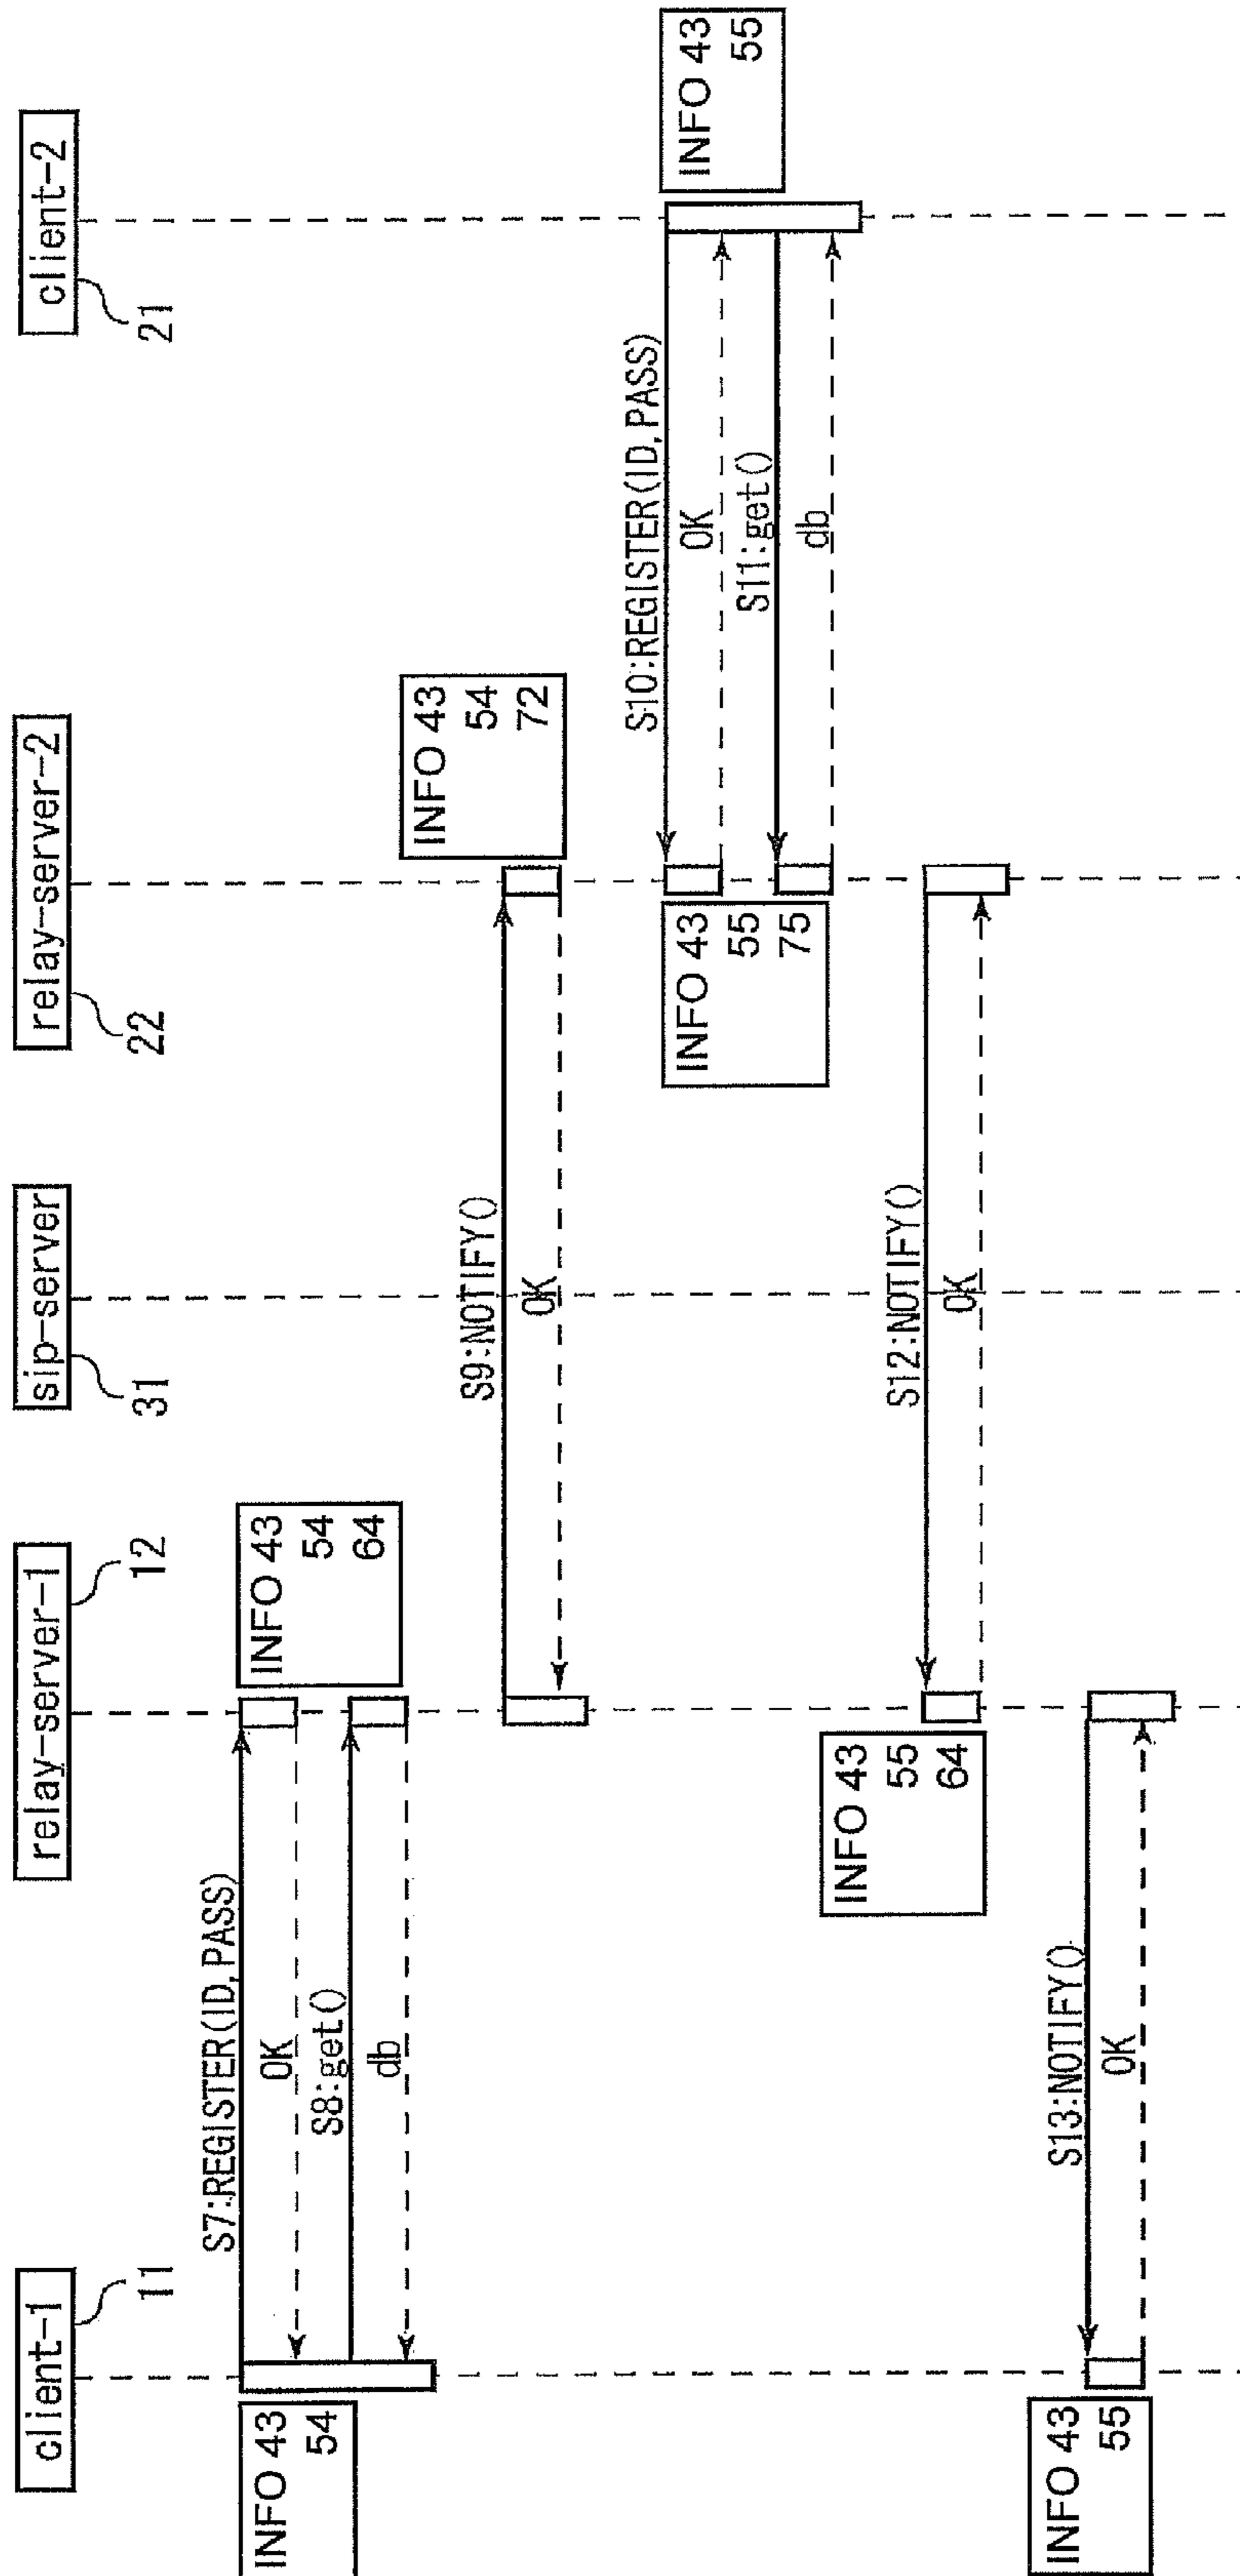 client-1
11
relay-server-1
12
sip-server
31
relay-server-2
22
client-2
21
S7:REGISTER(ID,PASS)
OK
S8:get()
db
INFO 43
54
INFO 43
54
64
S9:NOTIFY()
OK
INFO 43
54
72
S10:REGISTER(ID,PASS)
OK
S11:get()
db
INFO 43
55
75
INFO 43
55
S12:NOTIFY()
OK
INFO 43
55
64
S13:NOTIFY()
OK
INFO 43
55